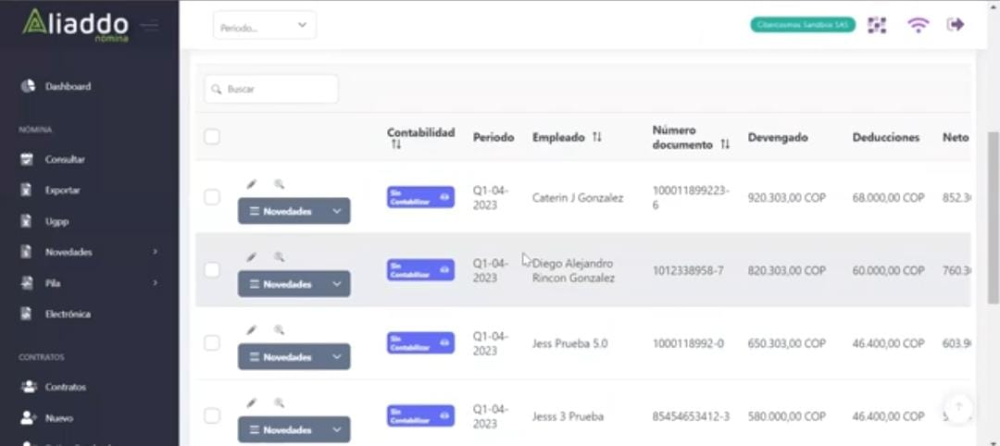 Aliaddo
nómina
Periodo...
Cibercosmos Sandbox SAS
Dashboard
Buscar
NÓMINA
Contabilidad
Periodo
Empleado
Número documento
Devengado
Deducciones
Neto
Consultar
Exportar
Ugpp
Novedades
Pila
Electrónica
CONTRATOS
Contratos
Nuevo
Novedades
Sin Contabilizar
Q1-04-2023
Caterin J Gonzalez
100011899223-6
920.303,00 COP
68.000,00 COP
852.3
Novedades
Sin Contabilizar
Q1-04-2023
Diego Alejandro Rincon Gonzalez
1012338958-7
820.303,00 COP
60.000,00 COP
760.3
Novedades
Sin Contabilizar
Q1-04-2023
Jess Prueba 5.0
1000118992-0
650.303,00 COP
46.400,00 COP
603.9
Novedades
Sin Contabilizar
Q1-04-2023
Jesss 3 Prueba
85454653412-3
580.000,00 COP
46.400,00 COP